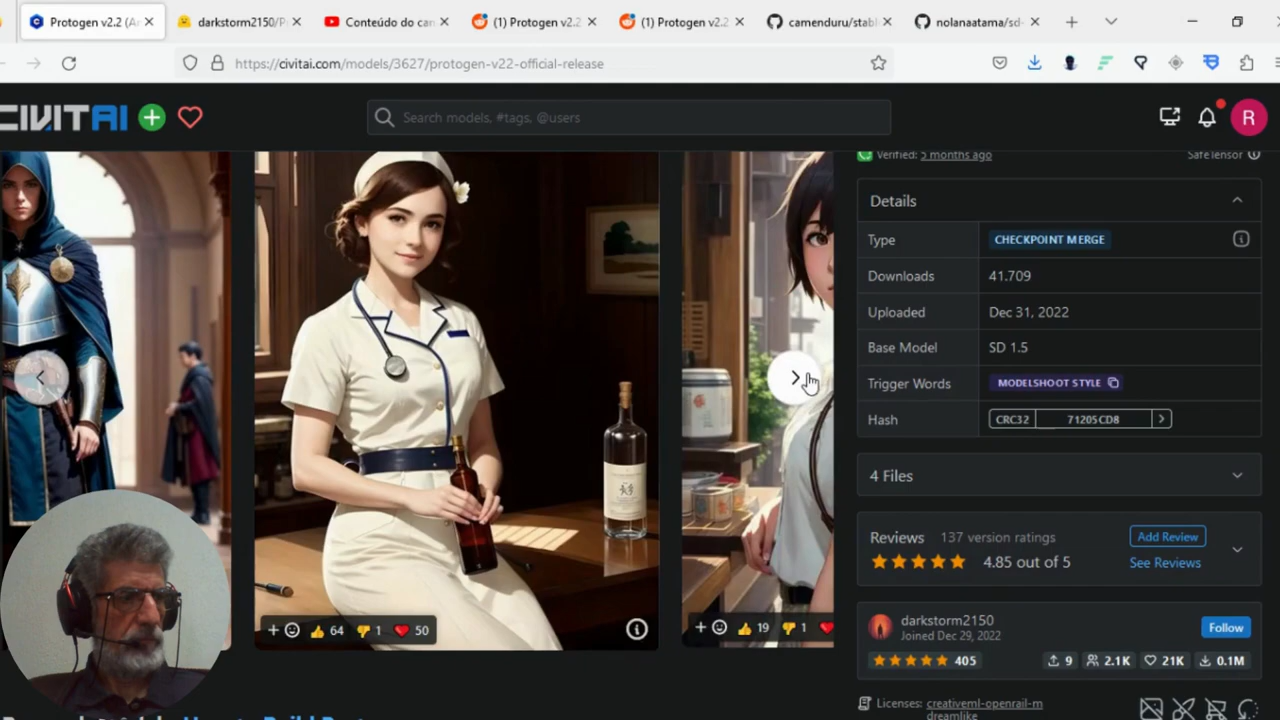 Protogen v2.2 (A
darkstorm2150/P
Conteúdo do can
(1) Protogen v2.2
(1) Protogen v2.2
camenduru/stabl
nolanaatama/sd-
https://civitai.com/models/3627/protogen-v22-official-release
CIVITAI
Search models, #tags, @users
R
Verified: 5 months ago
SafeTensor
Details
Type
CHECKPOINT MERGE
Downloads
41.709
Uploaded
Dec 31, 2022
Base Model
SD 1.5
Trigger Words
MODELSHOOT STYLE
Hash
CRC32
71205CD8
4 Files
Reviews
137 version ratings
Add Review
4.85 out of 5
See Reviews
64
1
50
19
1
darkstorm2150
Joined Dec 29, 2022
Follow
405
9
2.1K
21K
0.1M
Licenses: creativeml-openrail-m
dreamlike